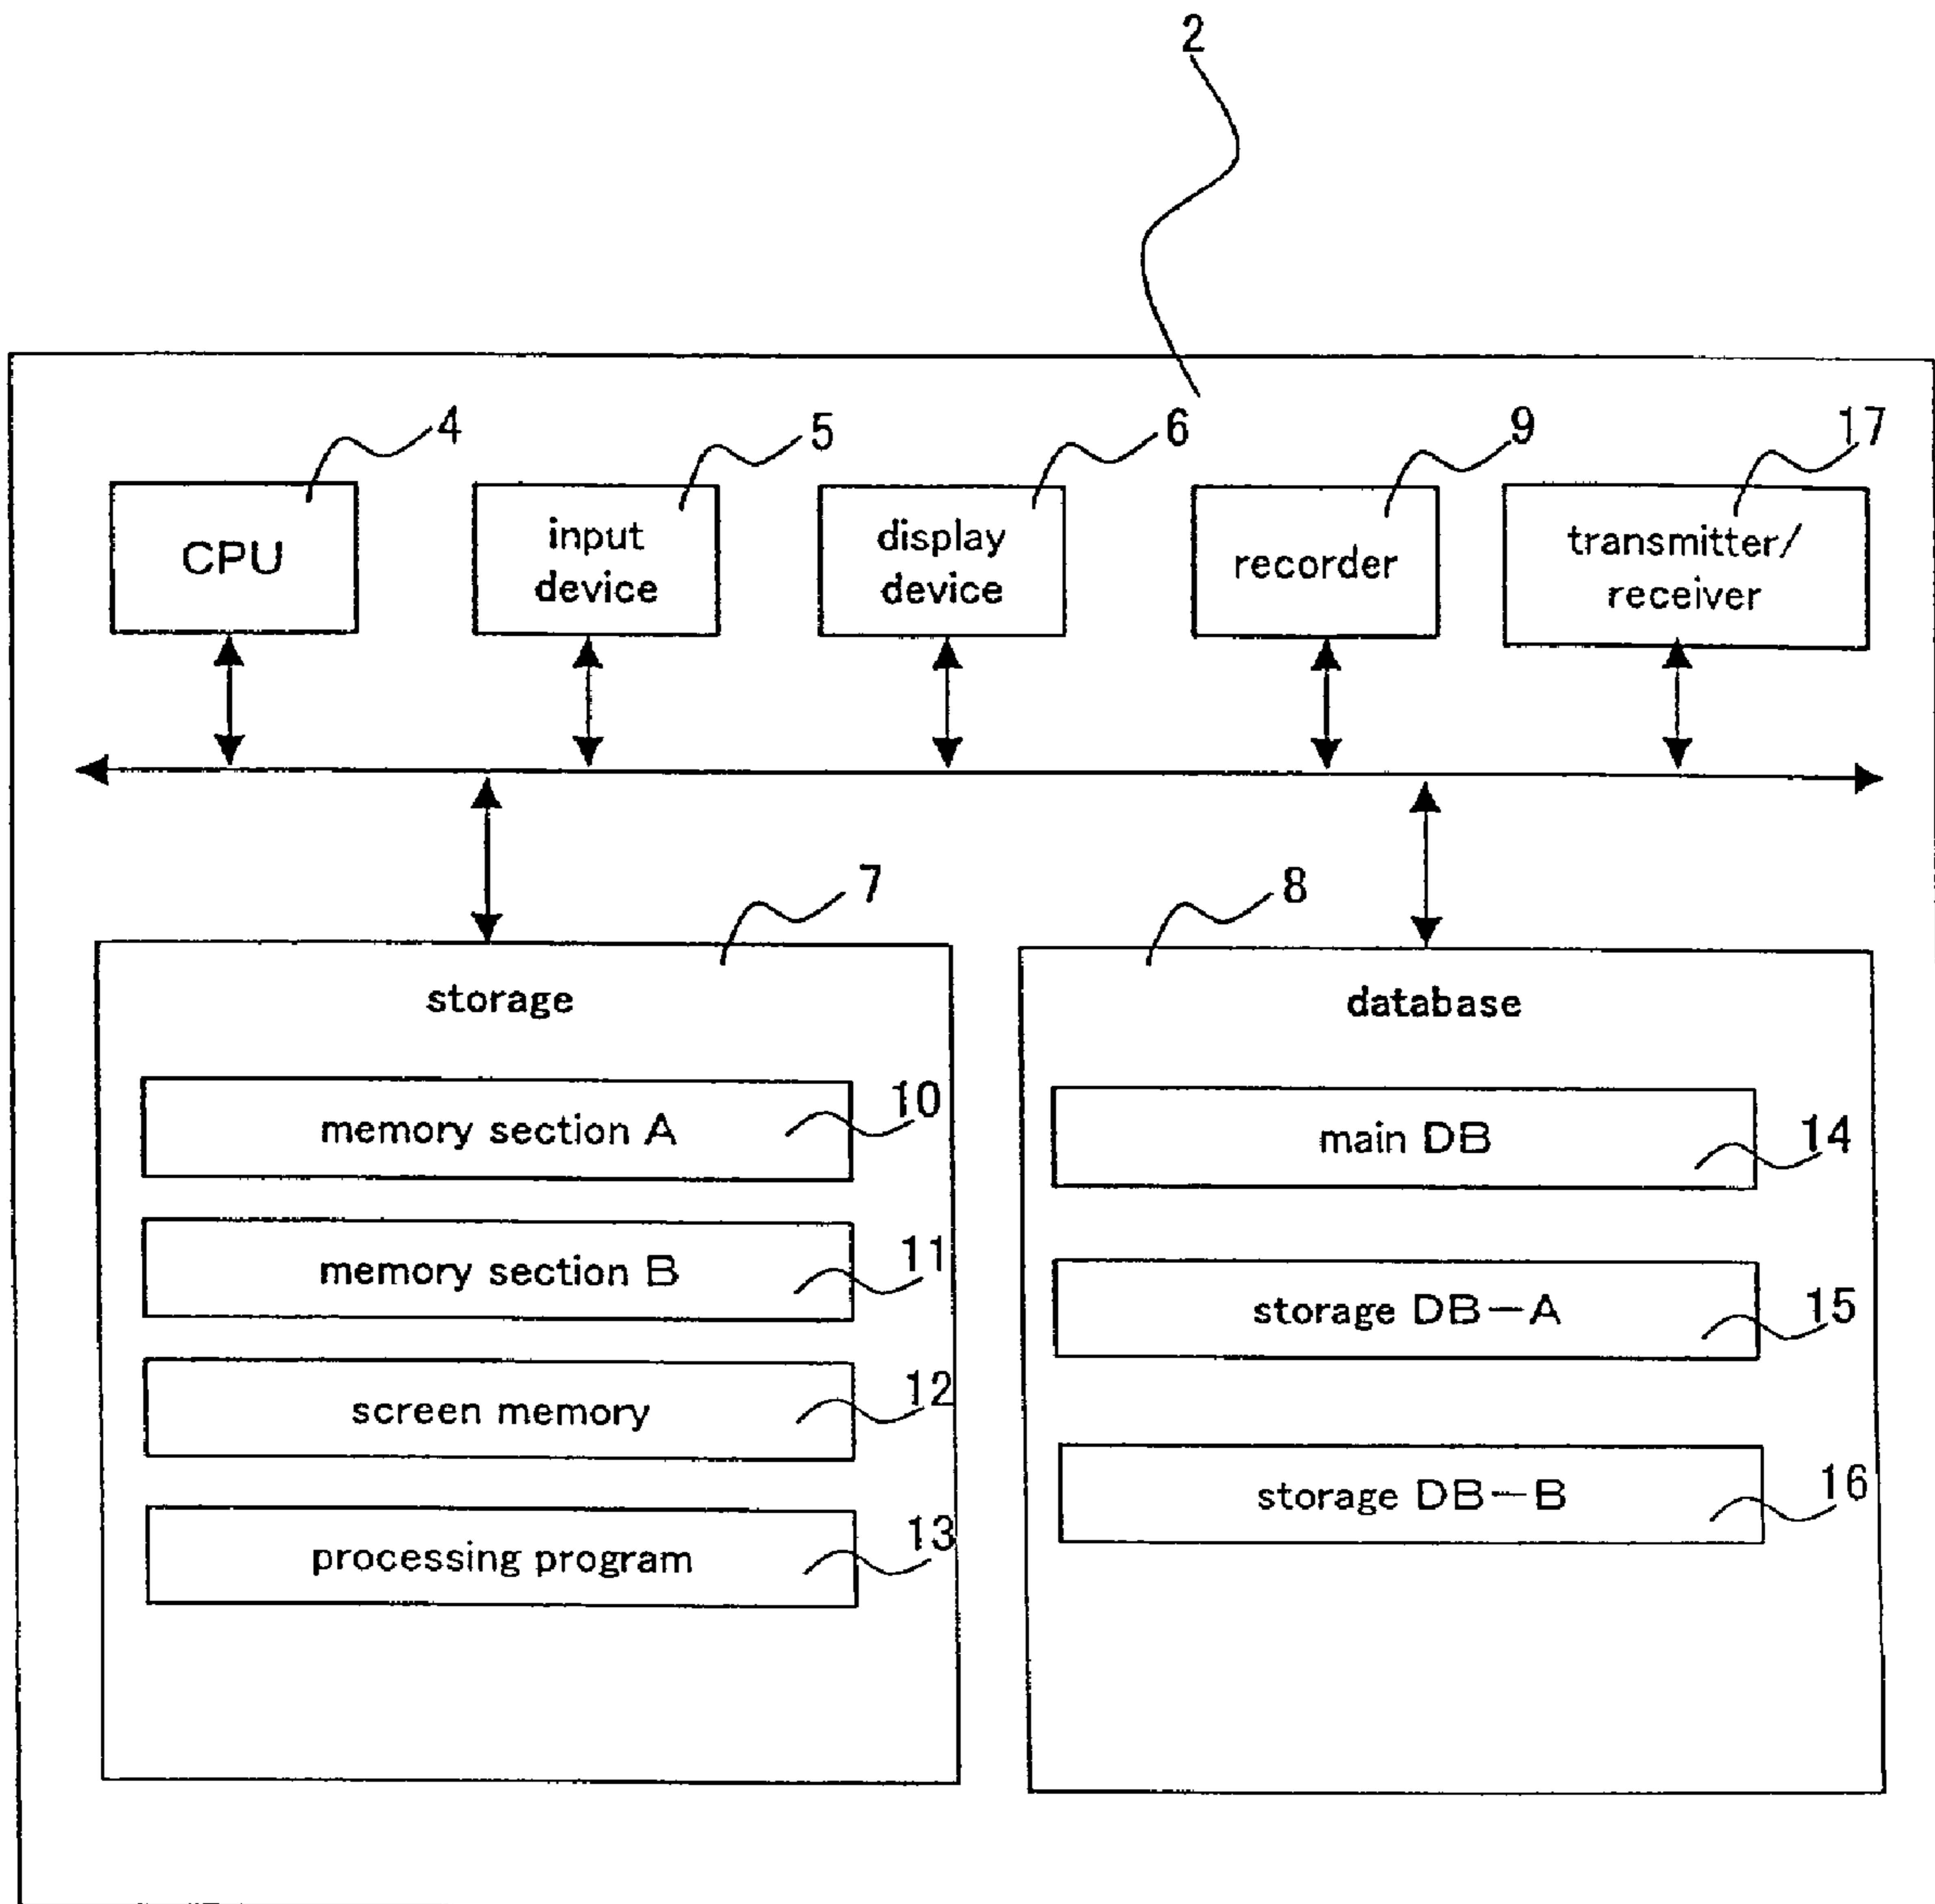 2
4
5
6
9
17
CPU
input
device
display
device
recorder
transmitter/
receiver
7
8
storage
memory section A
10
memory section B
11
screen memory
12
processing program
13
database
main DB
14
storage DB－A
15
storage DB－B
16